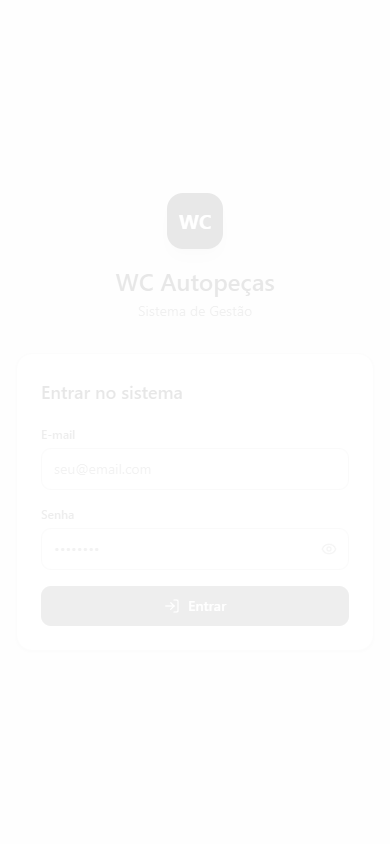 WC
WC Autopeças
Sistema de Gestão
Entrar no sistema
E-mail
seu@email.com
Senha
••••••••
Entrar